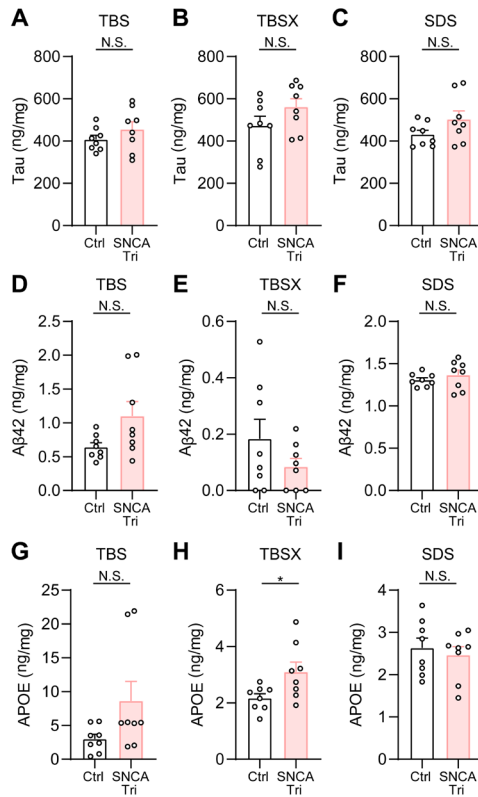 A TBS
N.S.
Tau (ng/mg)
800
600
400
200
0
Ctrl SNCA
Tri
B TBSX
N.S.
Tau (ng/mg)
800
600
400
200
0
Ctrl SNCA
Tri
C SDS
N.S.
Tau (ng/mg)
800
600
400
200
0
Ctrl SNCA
Tri
D TBS
N.S.
Aβ42 (ng/mg)
2.5
2.0
1.5
1.0
0.5
0.0
Ctrl SNCA
Tri
E TBSX
N.S.
Aβ42 (ng/mg)
0.6
0.4
0.2
0.0
Ctrl SNCA
Tri
F SDS
N.S.
Aβ42 (ng/mg)
2.0
1.5
1.0
0.5
0.0
Ctrl SNCA
Tri
G TBS
N.S.
APOE (ng/mg)
25
20
15
10
5
0
Ctrl SNCA
Tri
H TBSX
*
APOE (ng/mg)
6
4
2
0
Ctrl SNCA
Tri
I SDS
N.S.
APOE (ng/mg)
4
3
2
1
0
Ctrl SNCA
Tri